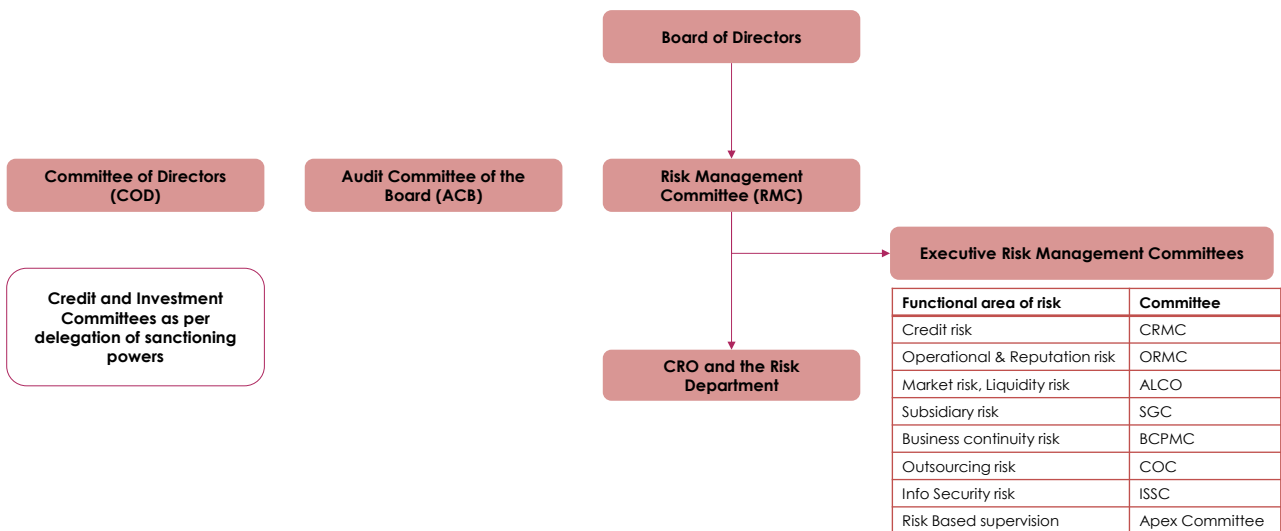 Board of Directors
Committee of Directors
(COD)
Audit Committee of the
Board (ACB)
Risk Management
Committee (RMC)
Executive Risk Management Committees
Credit and Investment
Committees as per
delegation of sanctioning
powers
CRO and the Risk
Department
Functional area of risk Committee
Credit risk CRMC
Operational & Reputation risk ORMC
Market risk, Liquidity risk ALCO
Subsidiary risk SGC
Business continuity risk BCPMC
Outsourcing risk COC
Info Security risk ISSC
Risk Based supervision Apex Committee